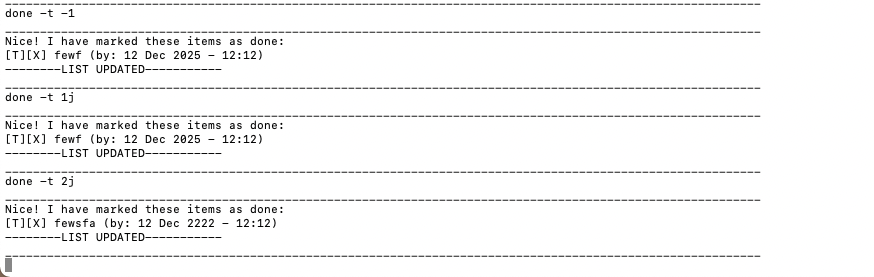 done -t -1
Nice! I have marked these items as done:
[T][X] fewf (by: 12 Dec 2025 - 12:12)
--------LIST UPDATED-----------
done -t 1j
Nice! I have marked these items as done:
[T][X] fewf (by: 12 Dec 2025 - 12:12)
--------LIST UPDATED-----------
done -t 2j
Nice! I have marked these items as done:
[T][X] fewsfa (by: 12 Dec 2222 - 12:12)
--------LIST UPDATED-----------